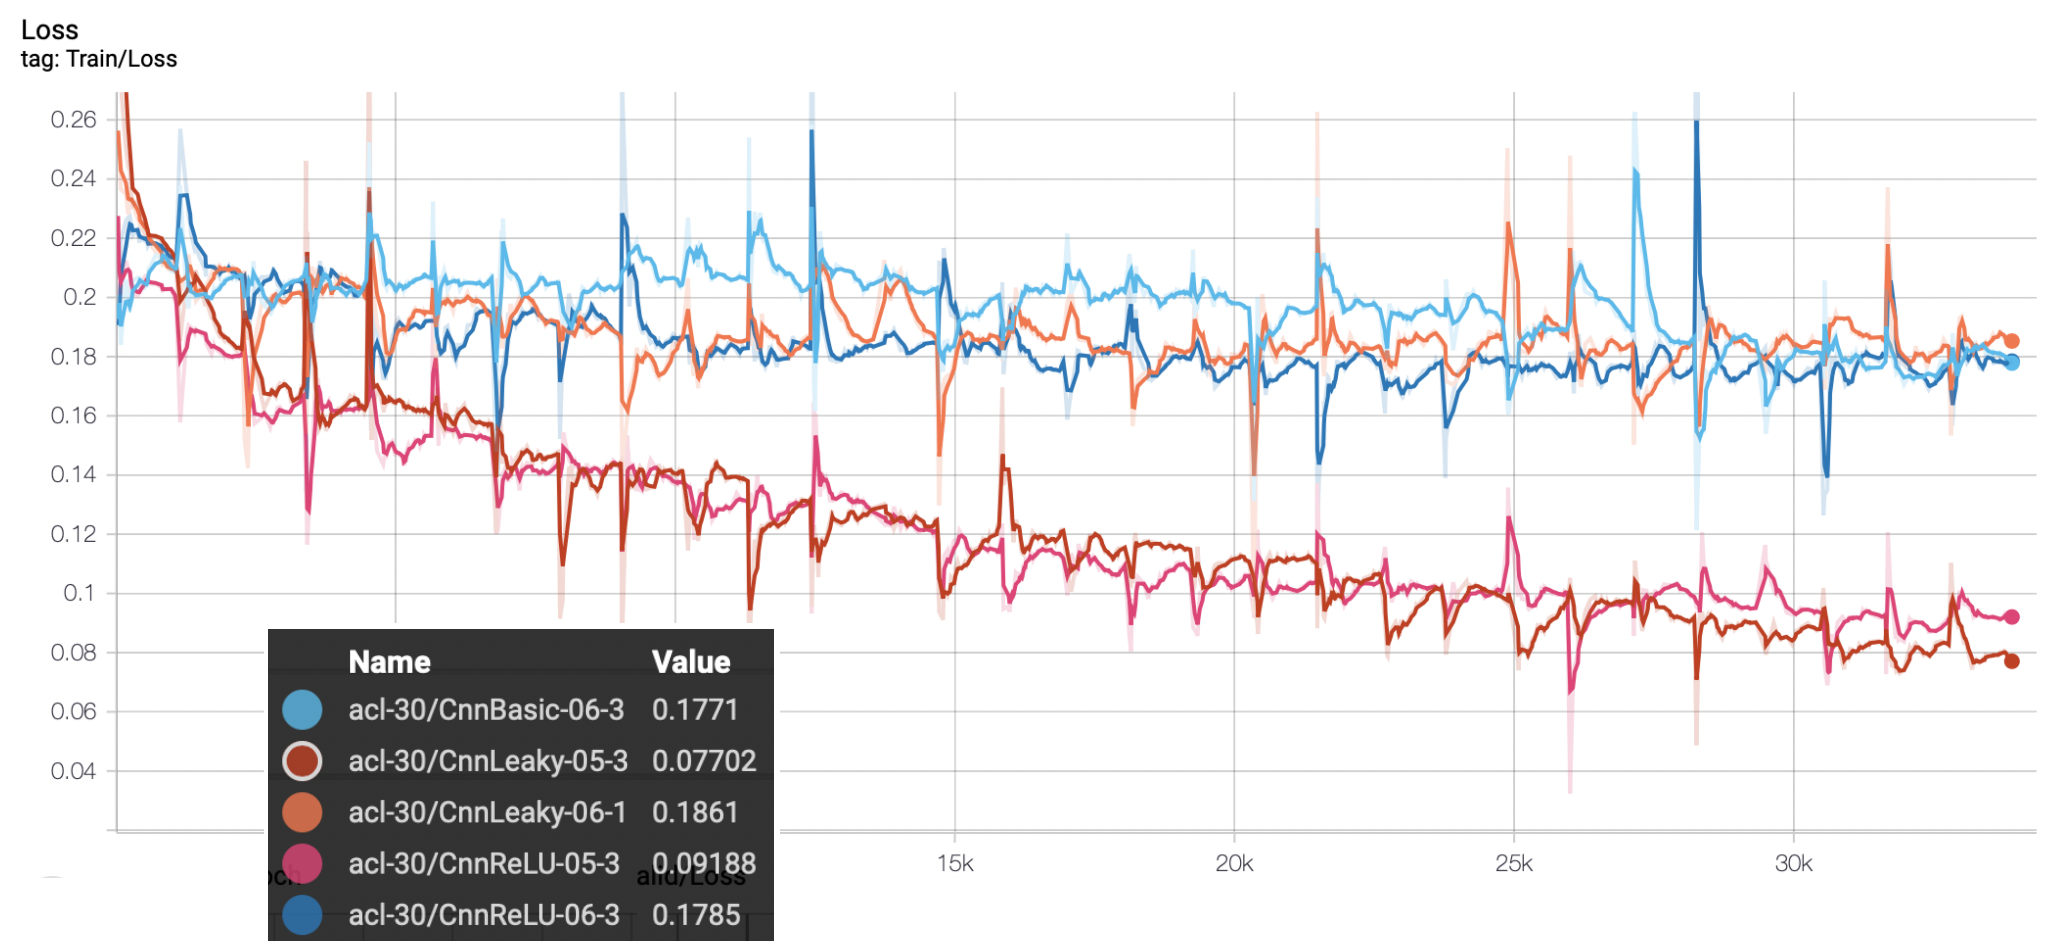 Loss
tag: Train/Loss
0.26
0.24
0.22
0.2
0.18
0.16
0.14
0.12
0.1
0.08
0.06
0.04
Name Value
acl-30/CnnBasic-06-3 0.1771
acl-30/CnnLeaky-05-3 0.07702
acl-30/CnnLeaky-06-1 0.1861
acl-30/CnnReLU-05-3 0.09188
acl-30/CnnReLU-06-3 0.1785
15k 20k 25k 30k